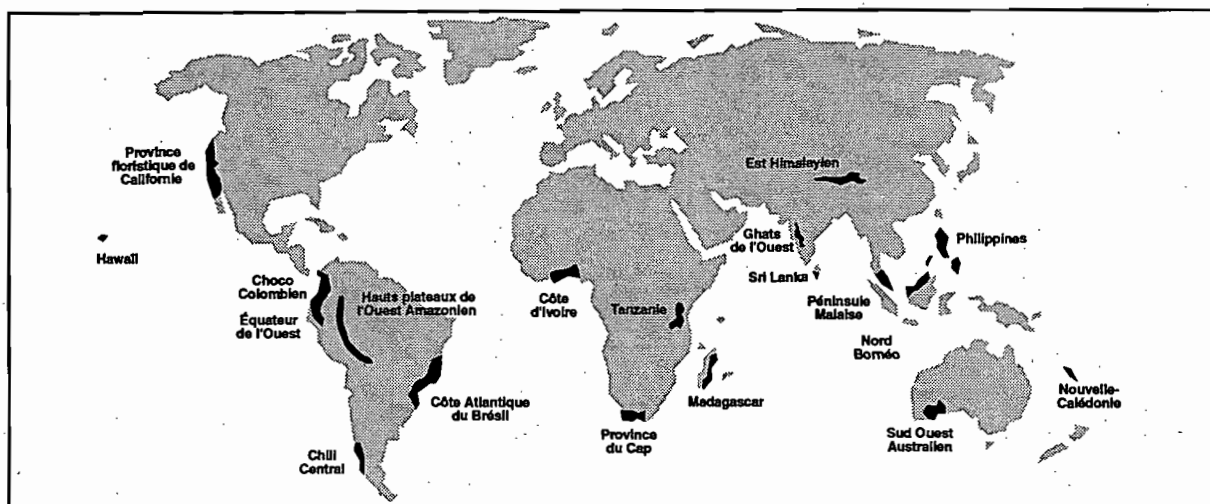 Province
floristique de
Californie
Hawaii
Choco
Colombien
Équateur
de l'Ouest
Hauts plateaux de
l'Ouest Amazonien
Côte Atlantique
du Brésil
Chili
Central
Côte
d'Ivoire
Tanzanie
Madagascar
Province
du Cap
Est Himalayien
Ghats
de l'Ouest
Sri Lanka
Philippines
Péninsule
Malaise
Nord
Bornéo
Nouvelle-
Calédonie
Sud Ouest
Australien